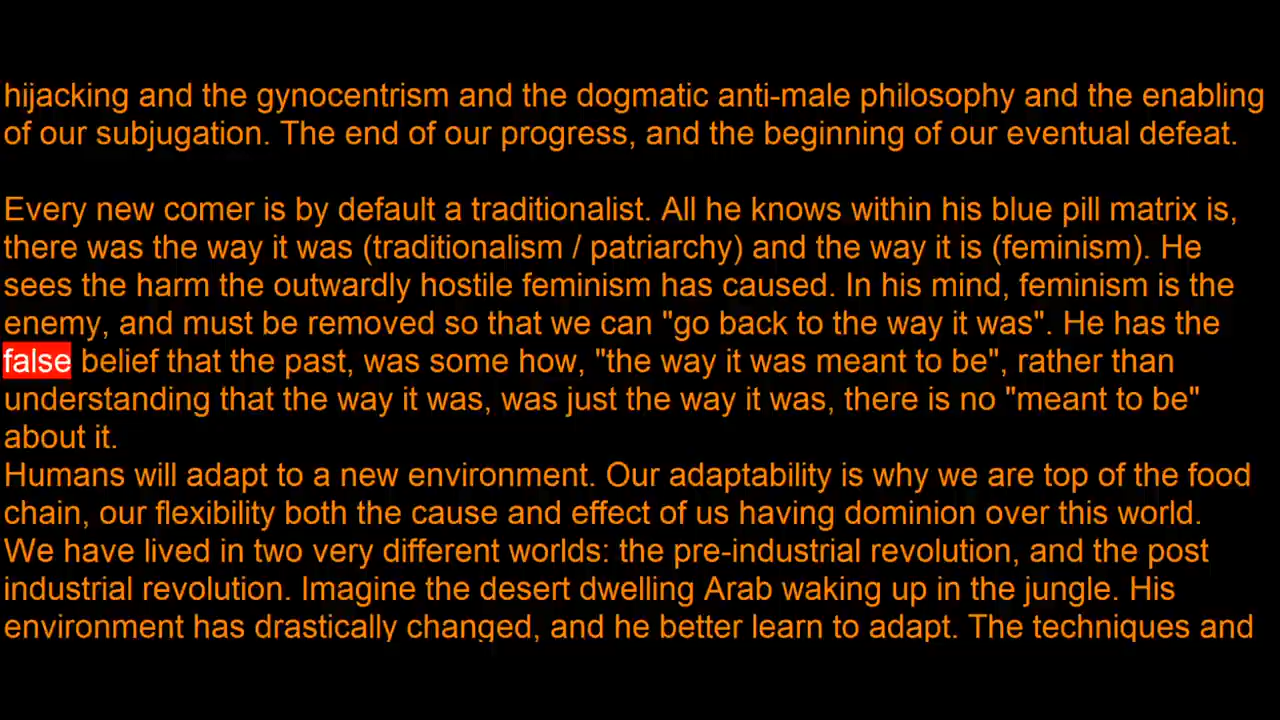 hijacking and the gynocentrism and the dogmatic anti-male philosophy and the enabling
of our subjugation. The end of our progress, and the beginning of our eventual defeat.
Every new comer is by default a traditionalist. All he knows within his blue pill matrix is,
there was the way it was (traditionalism / patriarchy) and the way it is (feminism). He
sees the harm the outwardly hostile feminism has caused. In his mind, feminism is the
enemy, and must be removed so that we can "go back to the way it was". He has the
false belief that the past, was some how, "the way it was meant to be", rather than
understanding that the way it was, was just the way it was, there is no "meant to be"
about it.
Humans will adapt to a new environment. Our adaptability is why we are top of the food
chain, our flexibility both the cause and effect of us having dominion over this world.
We have lived in two very different worlds: the pre-industrial revolution, and the post
industrial revolution. Imagine the desert dwelling Arab waking up in the jungle. His
environment has drastically changed, and he better learn to adapt. The techniques and